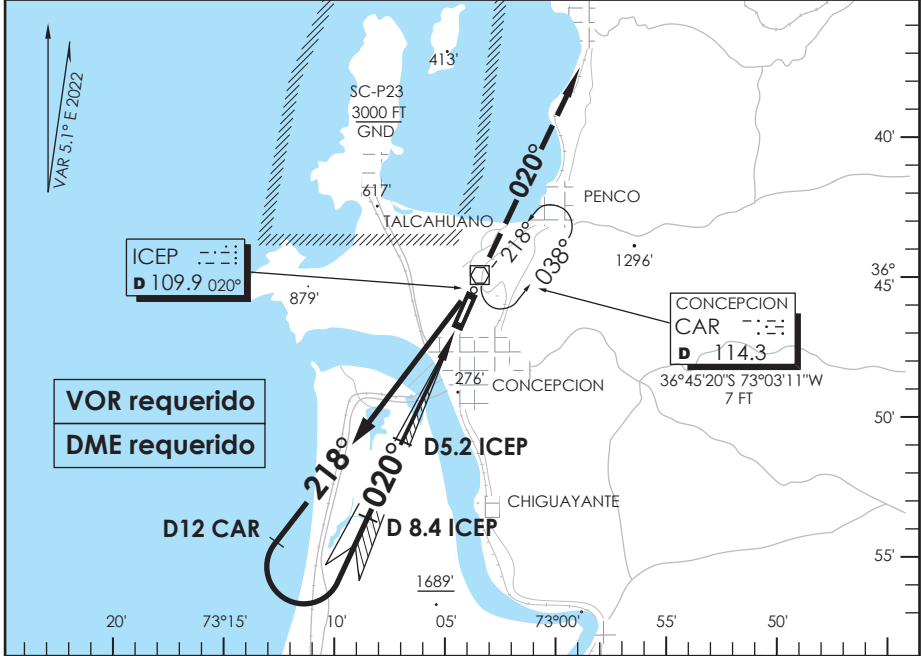 VAR 5.1° E 2022
413'
SC-P23
3000 FT
GND
617'
TALCAHUANO
020°
PENCO
40'
218°
038°
1296'
ICEP
D 109.9 020°
879'
36°
45'
CONCEPCION
CAR
D 114.3
36°45'20"S 73°03'11"W
7 FT
276'
CONCEPCION
VOR requerido
DME requerido
50'
218°
020°
D5.2 ICEP
CHIGUAYANTE
D12 CAR
D 8.4 ICEP
55'
1689'
20'
73°15'
10'
05'
73°00'
55'
50'